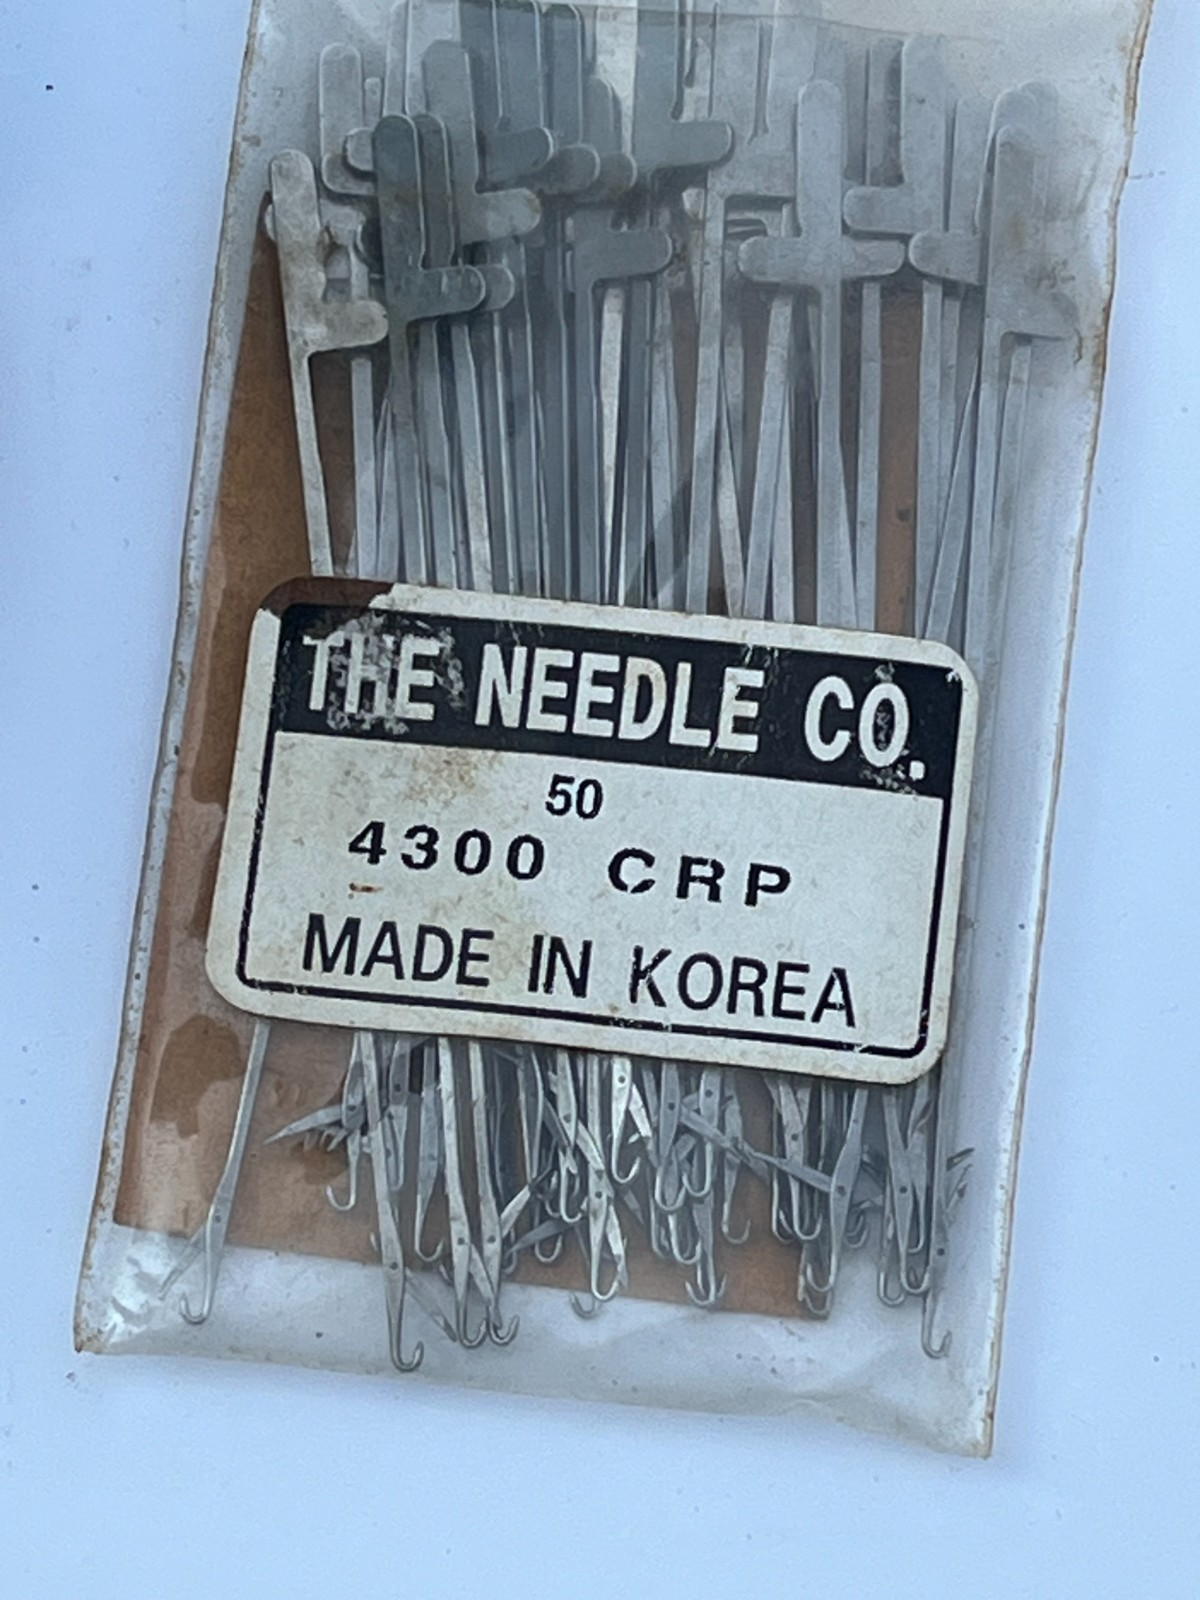 THE NEEDLE CO.
50
4300 CRP
MADE IN KOREA